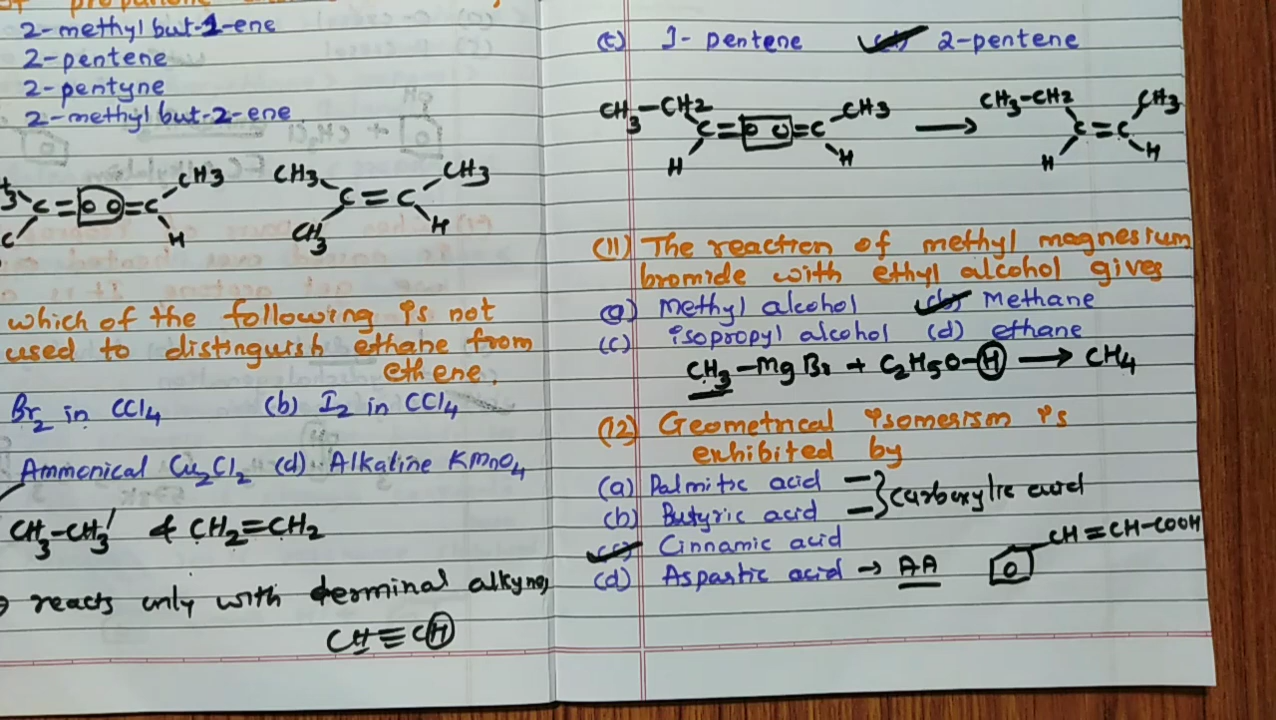 of propanone
2-methyl but-1-ene
2-pentene
2-pentyne
2-methyl but-2-ene
C=O O=C CH3 H
CH3 CH3 C=C CH3 H
which of the following is not
used to distinguish ethane from
ethene.
Br2 in CCl4 (b) I2 in CCl4
Ammonical Cu2Cl2 (d) Alkaline KMnO4
CH3-CH3 & CH2=CH2
reacts only with terminal alkynes
CH≡CH
(c) 1-pentene (d) 2-pentene
CH3-CH2 H C=O O=C CH3 H ⟶ CH3-CH2 H C=C CH3 H
(11) The reaction of methyl magnesium
bromide with ethyl alcohol gives
(a) Methyl alcohol (b) Methane
(c) isopropyl alcohol (d) ethane
CH3-MgBr + C2H5O-H ⟶ CH4
(12) Geometrical isomerism is
exhibited by
(a) Palmitic acid
(b) Butyric acid } Carboxylic acid
(c) Cinnamic acid CH=CH-COOH
(d) Aspartic acid → AA